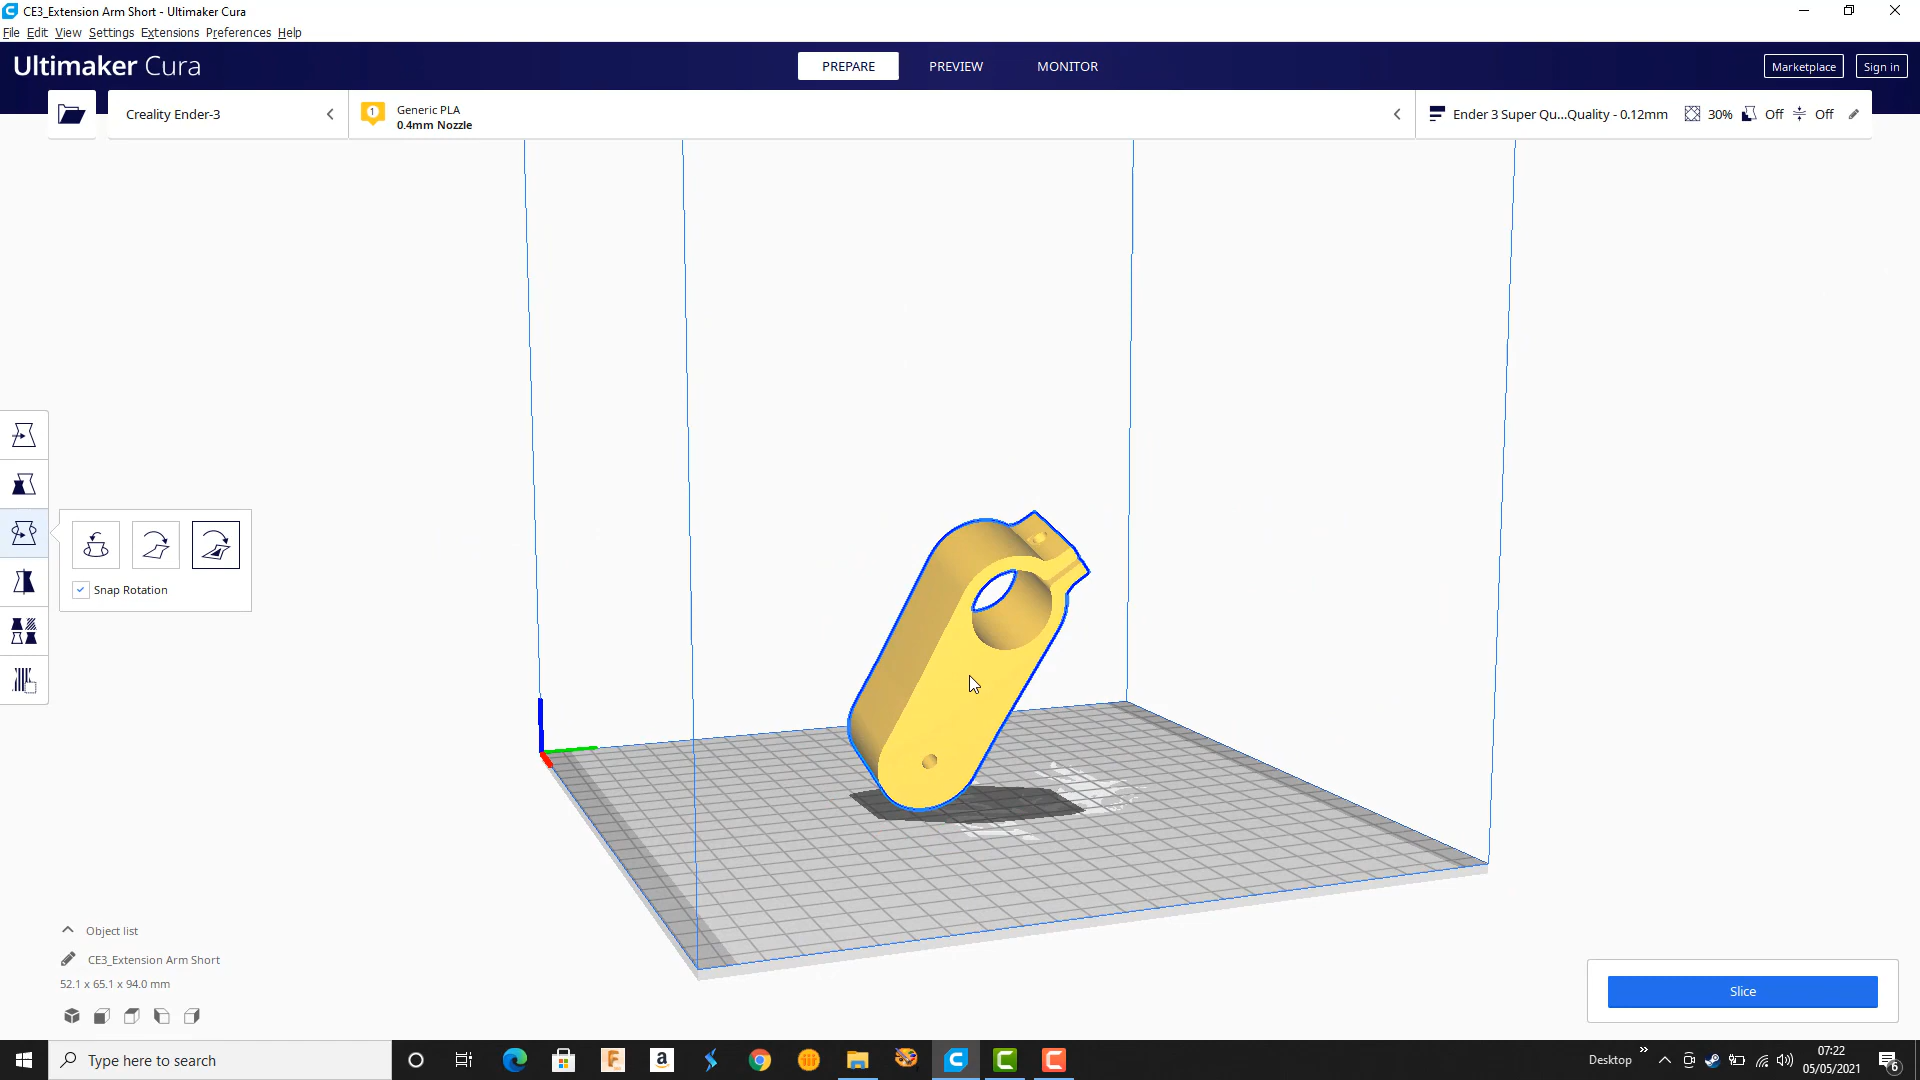 CE3_Extension Arm Short - Ultimaker Cura
File Edit View Settings Extensions Preferences Help
Ultimaker Cura
PREPARE
PREVIEW
MONITOR
Marketplace
Sign in
Creality Ender-3
1
Generic PLA
0.4mm Nozzle
Ender 3 Super Qu...Quality - 0.12mm
30%
Off
Off
Snap Rotation
Object list
CE3_Extension Arm Short
52.1 x 65.1 x 94.0 mm
Slice
Type here to search
Desktop
07:22
05/05/2021
6